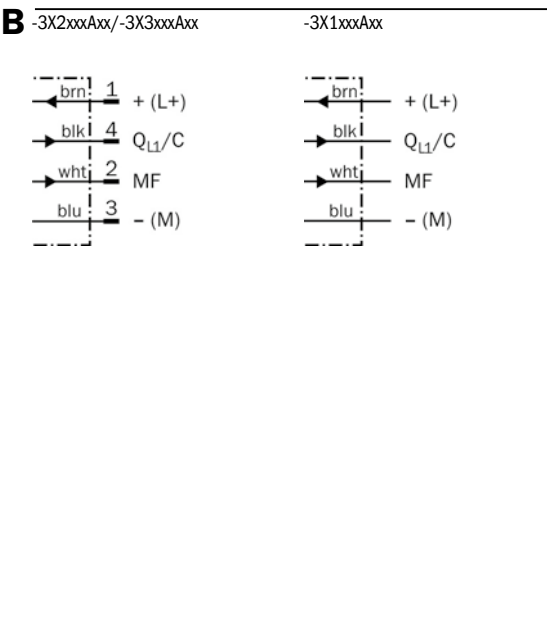 B -3X2xxxAxx/-3X3xxxAxx
brn 1 + (L+)
blk 4 QL1/C
wht 2 MF
blu 3 – (M)
-3X1xxxAxx
brn + (L+)
blk QL1/C
wht MF
blu – (M)